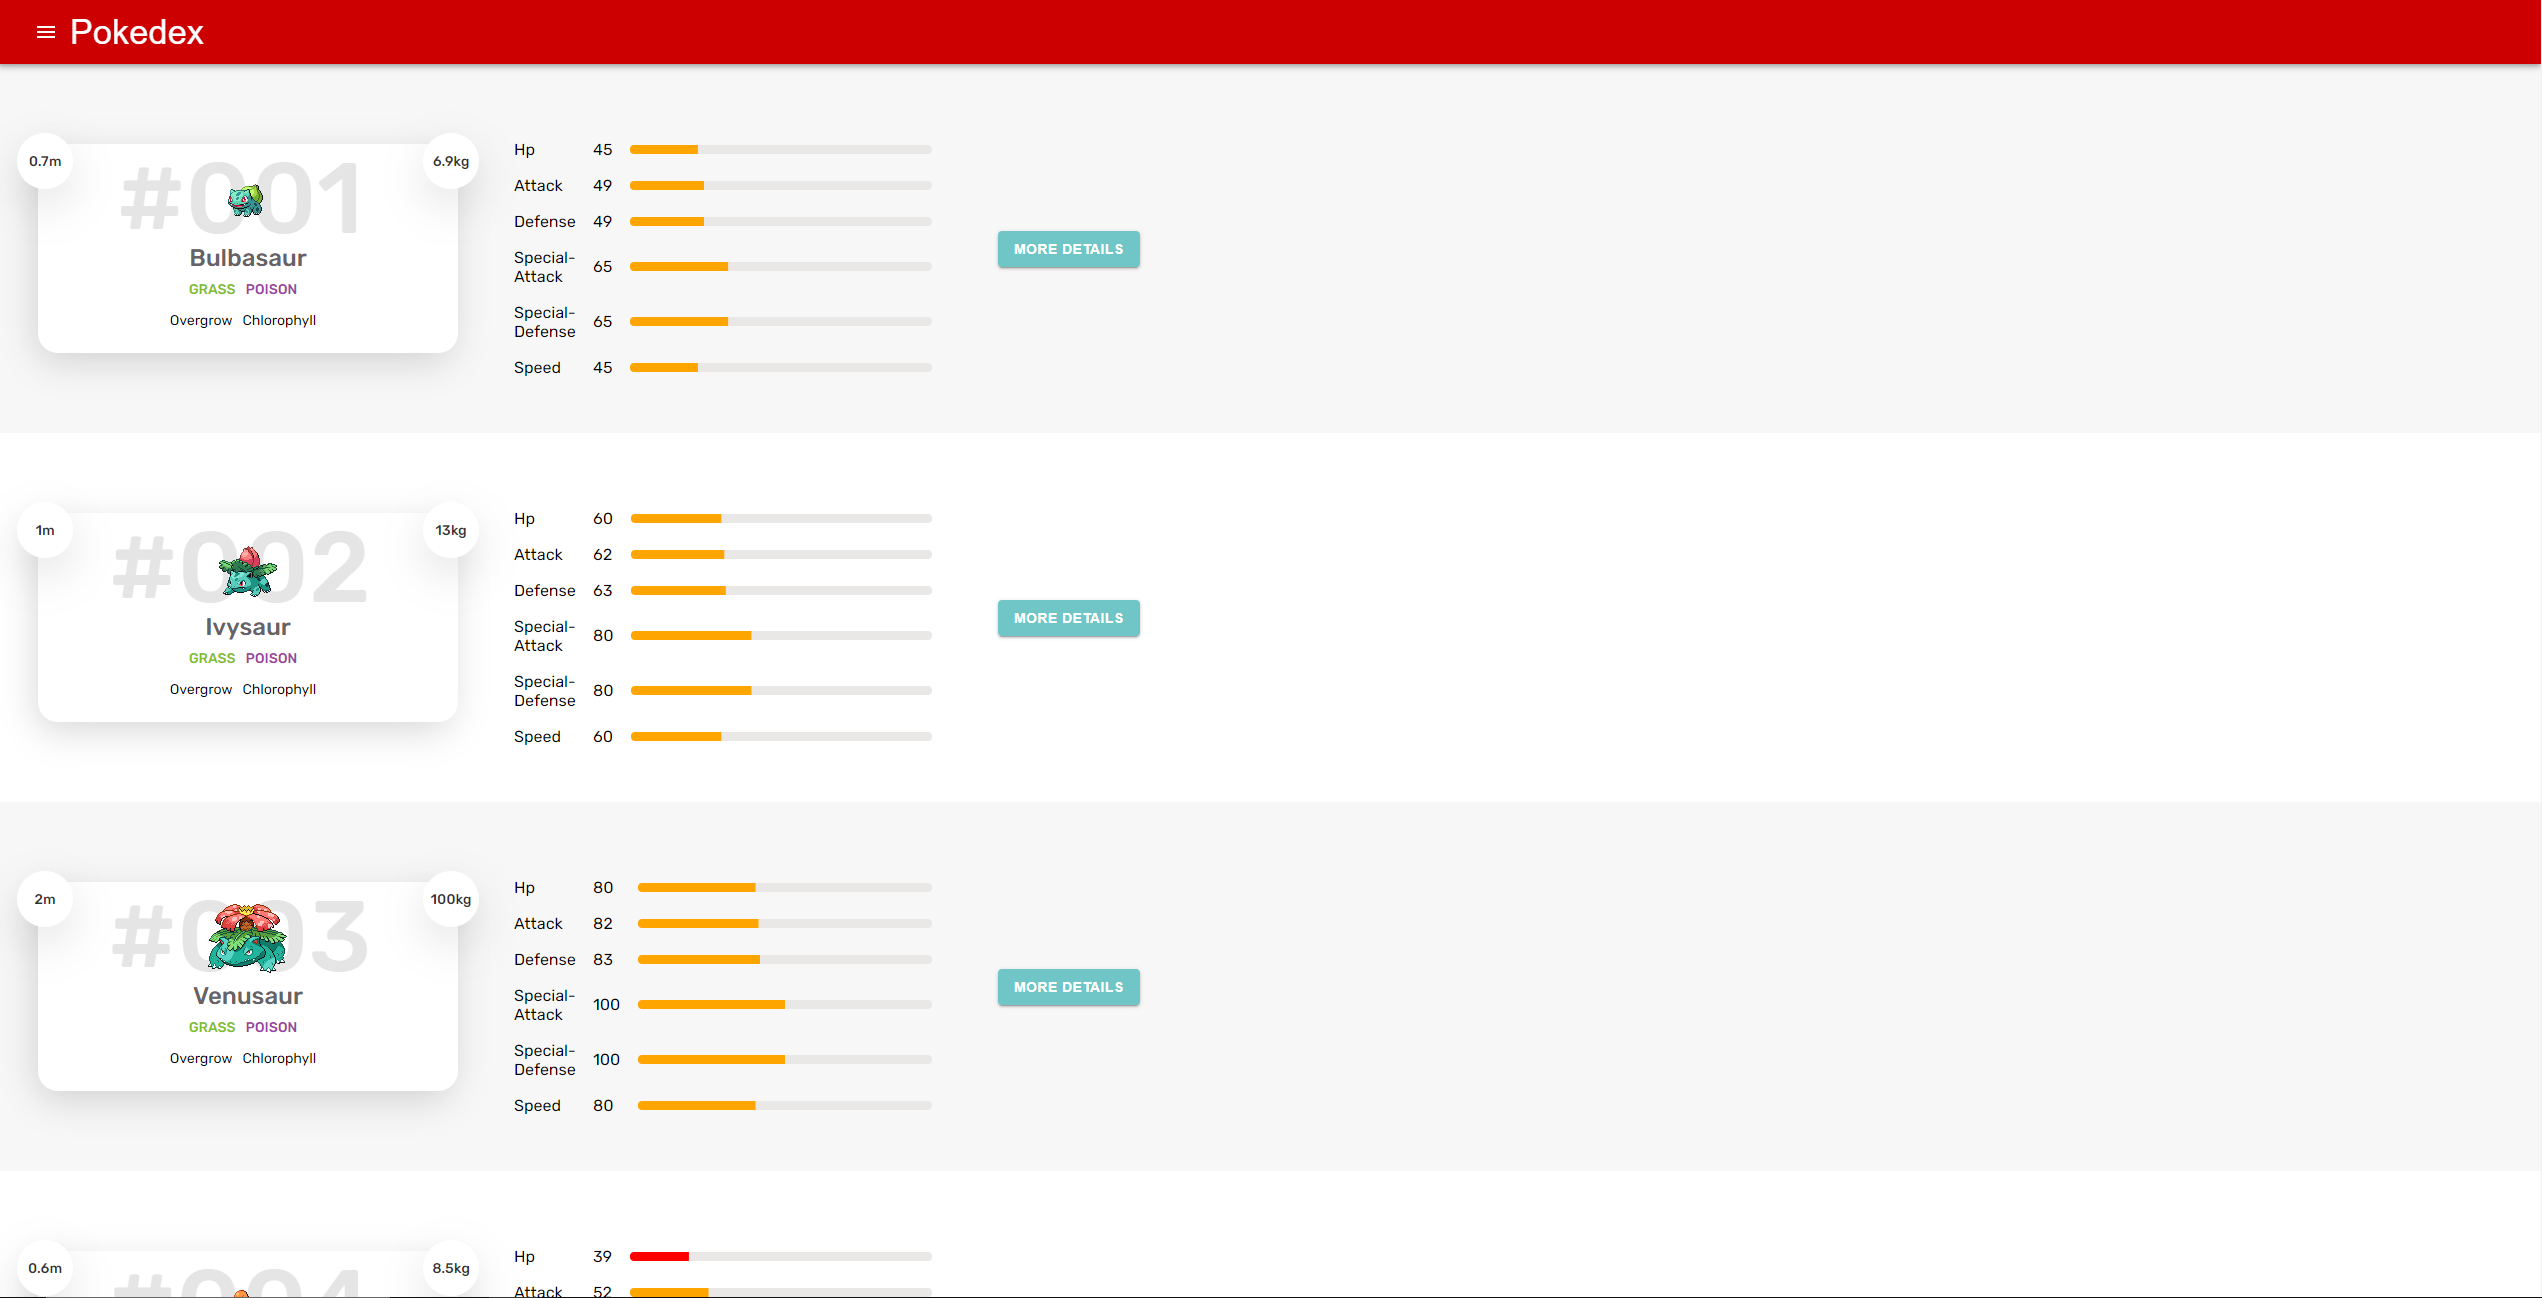 Pokedex
0.7m
6.9kg
#001
Bulbasaur
GRASS POISON
Overgrow Chlorophyll
Hp 45
Attack 49
Defense 49
Special-
Attack 65
Special-
Defense 65
Speed 45
MORE DETAILS
1m
13kg
#002
Ivysaur
GRASS POISON
Overgrow Chlorophyll
Hp 60
Attack 62
Defense 63
Special-
Attack 80
Special-
Defense 80
Speed 60
MORE DETAILS
2m
100kg
#003
Venusaur
GRASS POISON
Overgrow Chlorophyll
Hp 80
Attack 82
Defense 83
Special-
Attack 100
Special-
Defense 100
Speed 80
MORE DETAILS
0.6m
8.5kg
#004
Hp 39
Attack 52